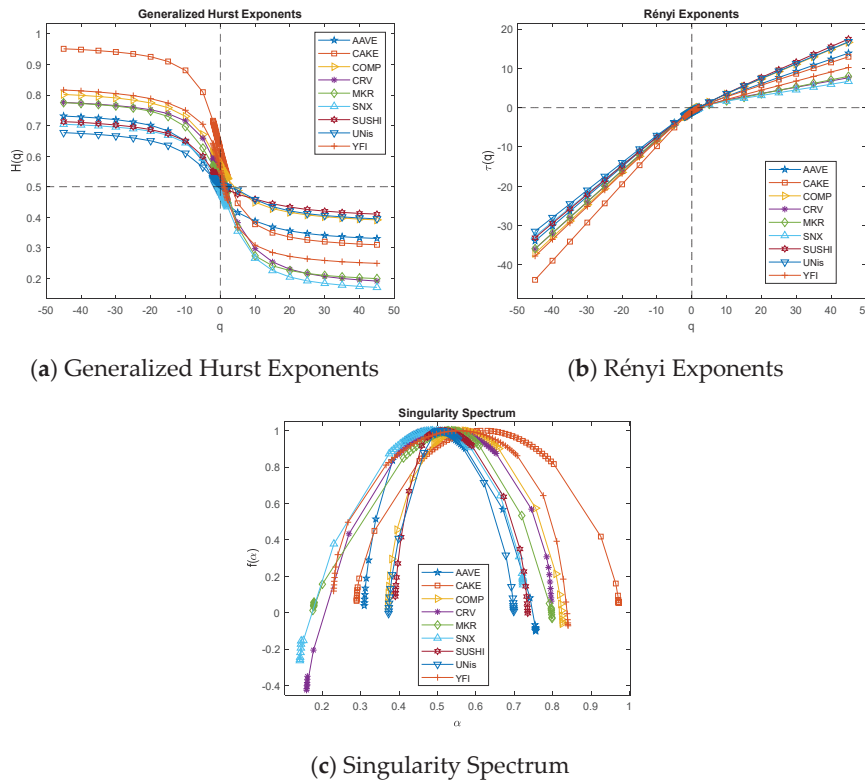 Generalized Hurst Exponents
1
0.9
0.8
0.7
0.6
0.5
0.4
0.3
0.2
H(q)
-50 -40 -30 -20 -10 0 10 20 30 40 50
q
AAVE
CAKE
COMP
CRV
MKR
SNX
SUSHI
UNis
YFI
Rényi Exponents
20
10
0
-10
-20
-30
-40
τ(q)
-50 -40 -30 -20 -10 0 10 20 30 40 50
q
AAVE
CAKE
COMP
CRV
MKR
SNX
SUSHI
UNis
YFI
(a) Generalized Hurst Exponents
(b) Rényi Exponents
Singularity Spectrum
1
0.8
0.6
0.4
0.2
0
-0.2
-0.4
f(α)
0.2 0.3 0.4 0.5 0.6 0.7 0.8 0.9 1
α
AAVE
CAKE
COMP
CRV
MKR
SNX
SUSHI
UNis
YFI
(c) Singularity Spectrum